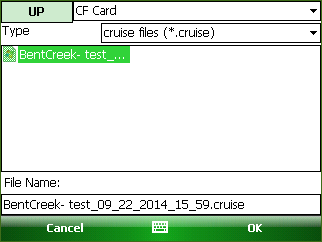 UP CF Card
Type cruise files (*.cruise)
BentCreek- test_...
File Name:
BentCreek- test_09_22_2014_15_59.cruise
Cancel OK